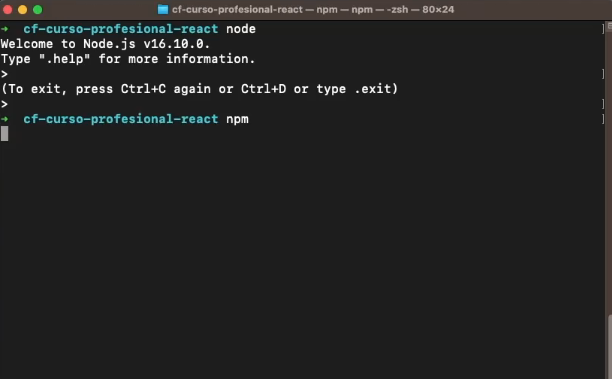 cf-curso-profesional-react — npm — npm — -zsh — 80×24
➜ cf-curso-profesional-react node
Welcome to Node.js v16.10.0.
Type ".help" for more information.
>
(To exit, press Ctrl+C again or Ctrl+D or type .exit)
>
➜ cf-curso-profesional-react npm